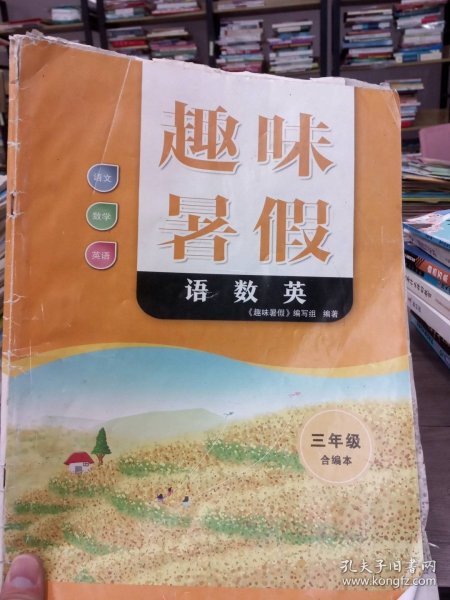 趣味
暑假
语文
数学
英语
语数英
《趣味暑假》编写组 编著
三年级
合编本
孔夫子旧书网
www.kongfz.com